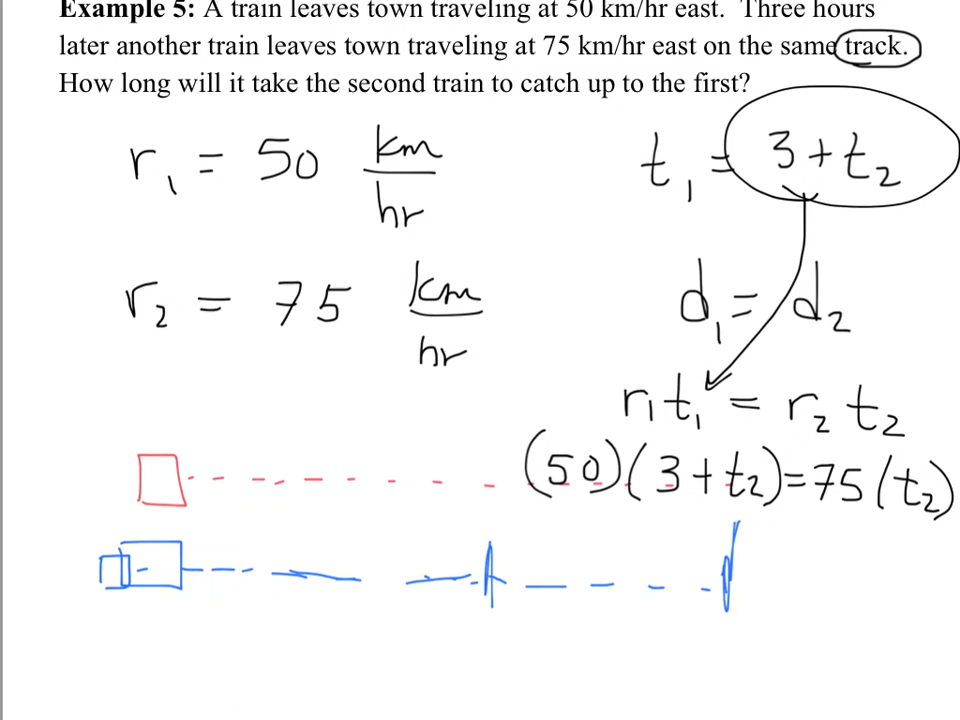 Example 5: A train leaves town traveling at 50 km/hr east. Three hours
later another train leaves town traveling at 75 km/hr east on the same track.
How long will it take the second train to catch up to the first?
r₁ = 50 km/hr
t₁ = 3 + t₂
r₂ = 75 km/hr
d₁ = d₂
r₁t₁ = r₂t₂
(50)(3+t₂)=75(t₂)